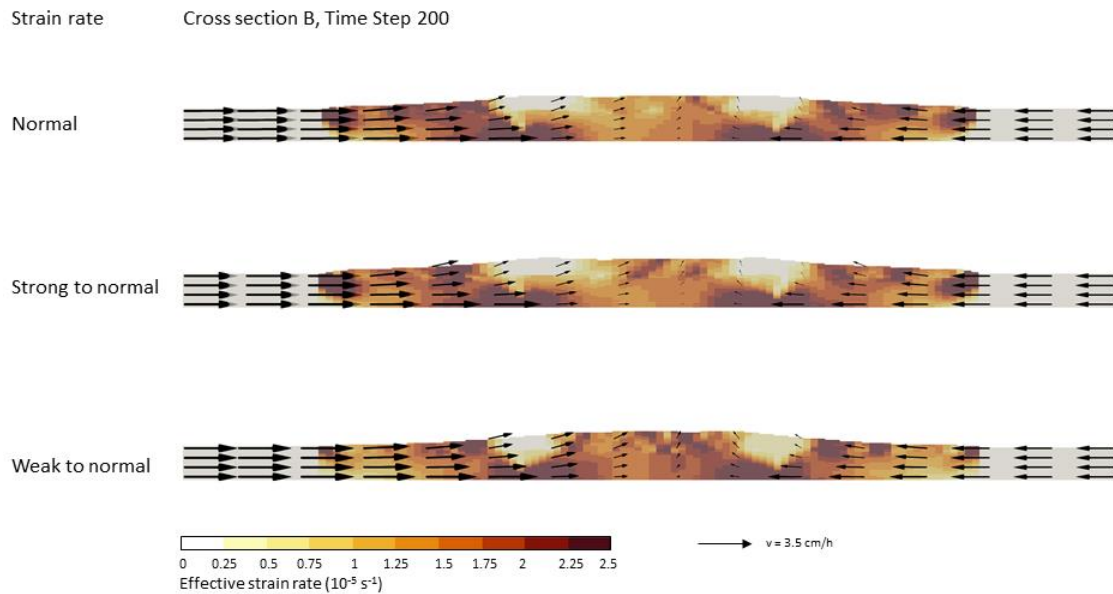 Strain rate Cross section B, Time Step 200
Normal
Strong to normal
Weak to normal
0 0.25 0.5 0.75 1 1.25 1.5 1.75 2 2.25 2.5
Effective strain rate (10⁻⁵ s⁻¹)
v = 3.5 cm/h